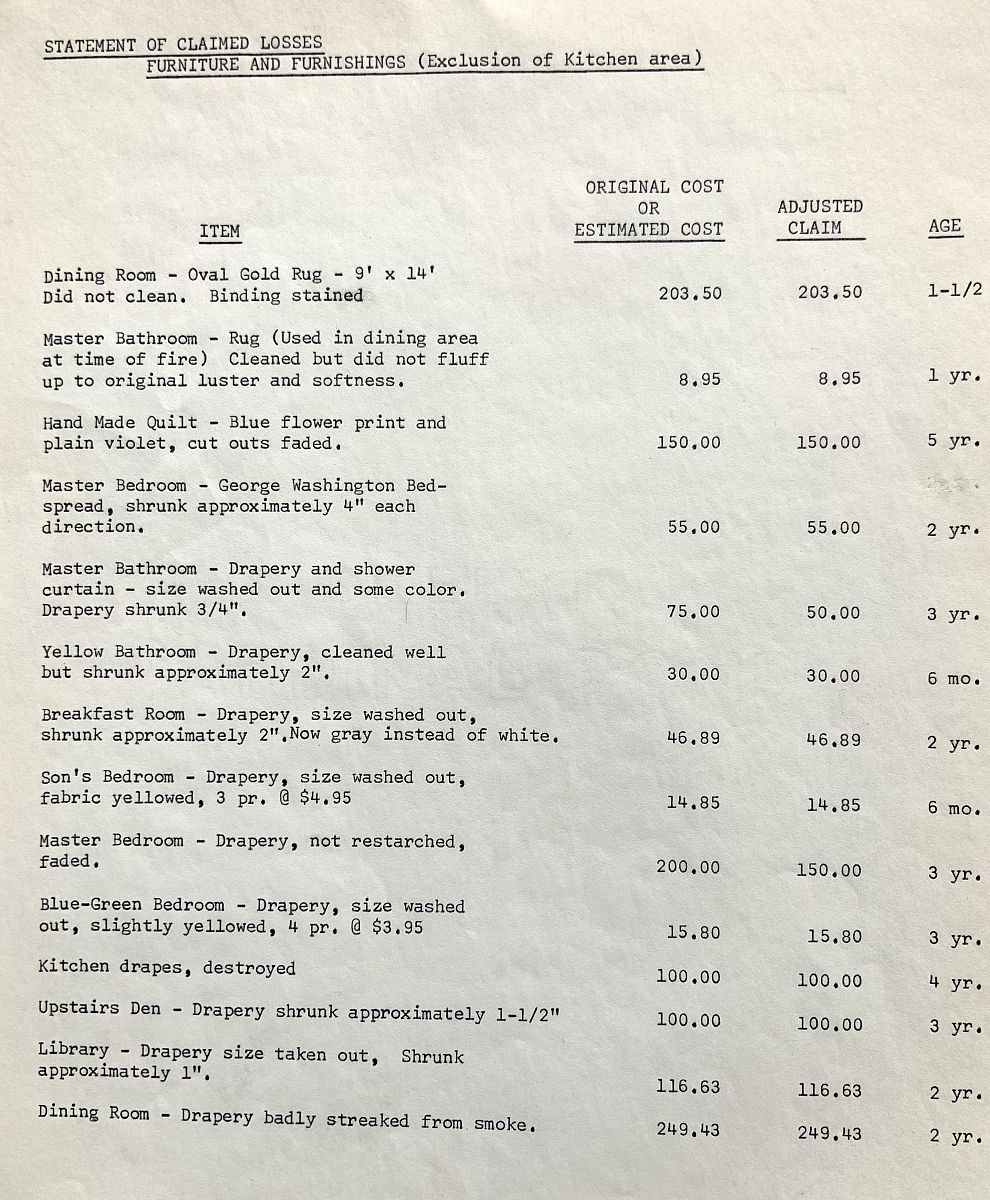 STATEMENT OF CLAIMED LOSSES
FURNITURE AND FURNISHINGS (Exclusion of Kitchen area)
ORIGINAL COST
OR
ESTIMATED COST
ADJUSTED
CLAIM
AGE
ITEM
Dining Room - Oval Gold Rug - 9' x 14'
Did not clean. Binding stained 203.50 203.50 1-1/2
Master Bathroom - Rug (Used in dining area
at time of fire) Cleaned but did not fluff
up to original luster and softness. 8.95 8.95 1 yr.
Hand Made Quilt - Blue flower print and
plain violet, cut outs faded. 150.00 150.00 5 yr.
Master Bedroom - George Washington Bed-
spread, shrunk approximately 4" each
direction. 55.00 55.00 2 yr.
Master Bathroom - Drapery and shower
curtain - size washed out and some color.
Drapery shrunk 3/4". 75.00 50.00 3 yr.
Yellow Bathroom - Drapery, cleaned well
but shrunk approximately 2". 30.00 30.00 6 mo.
Breakfast Room - Drapery, size washed out,
shrunk approximately 2".Now gray instead of white. 46.89 46.89 2 yr.
Son's Bedroom - Drapery, size washed out,
fabric yellowed, 3 pr. @ $4.95 14.85 14.85 6 mo.
Master Bedroom - Drapery, not restarched,
faded. 200.00 150.00 3 yr.
Blue-Green Bedroom - Drapery, size washed
out, slightly yellowed, 4 pr. @ $3.95 15.80 15.80 3 yr.
Kitchen drapes, destroyed 100.00 100.00 4 yr.
Upstairs Den - Drapery shrunk approximately 1-1/2" 100.00 100.00 3 yr.
Library - Drapery size taken out, Shrunk
approximately 1". 116.63 116.63 2 yr.
Dining Room - Drapery badly streaked from smoke. 249.43 249.43 2 yr.